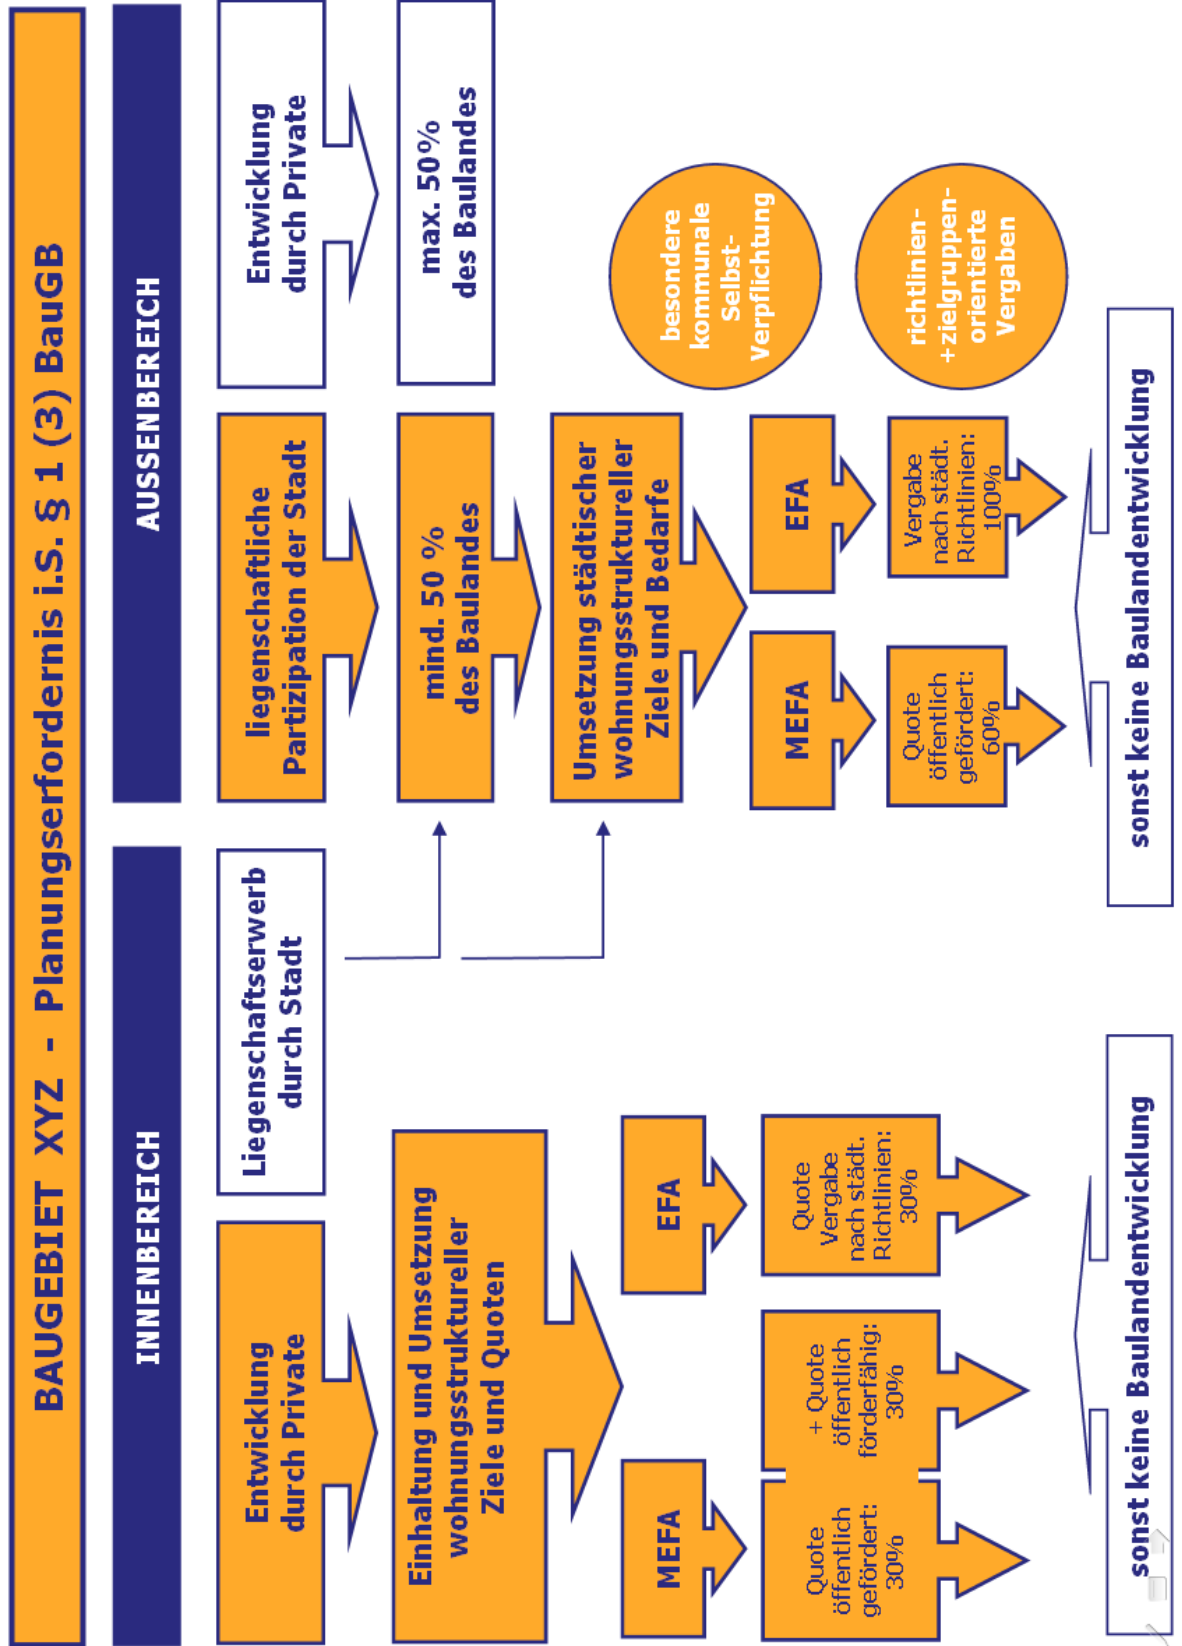 BAUGEBIET XYZ - Planungserfordernis i.S. § 1 (3) BauGB
INNENBEREICH
AUSSENBEREICH
Entwicklung
durch Private
Liegenschaftserwerb
durch Stadt
liegenschaftliche
Partizipation der Stadt
Entwicklung
durch Private
Einhaltung und Umsetzung
wohnungsstruktureller
Ziele und Quoten
mind. 50 %
des Baulandes
max. 50%
des Baulandes
Umsetzung städtischer
wohnungsstruktureller
Ziele und Bedarfe
besondere
kommunale
Selbst-
Verpflichtung
MEFA
EFA
MEFA
EFA
Quote
öffentlich
gefördert:
30%
+ Quote
öffentlich
förderfähig:
30%
Quote
Vergabe
nach städt.
Richtlinien:
30%
Quote
öffentlich
gefördert:
60%
Vergabe
nach städt.
Richtlinien:
100%
richtlinien-
+zielgruppen-
orientierte
Vergaben
sonst keine Baulandentwicklung
sonst keine Baulandentwicklung